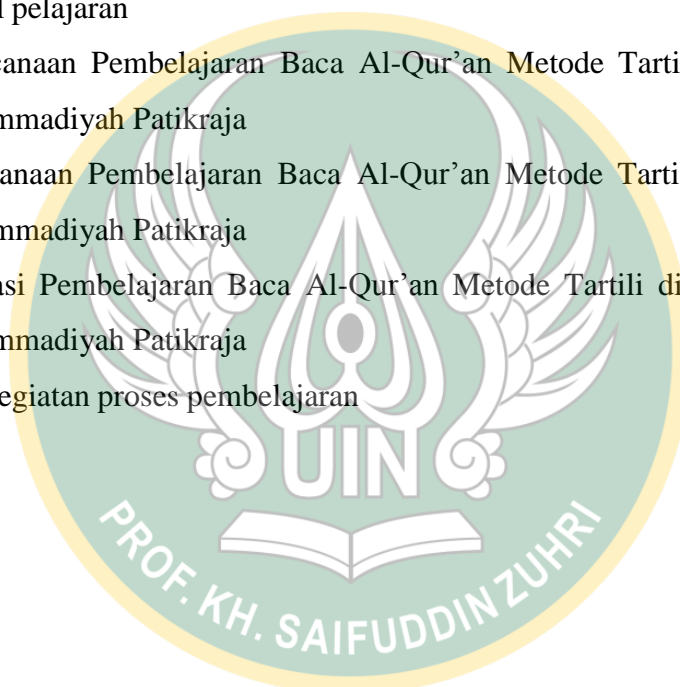 l pelajaran
canaan Pembelajaran Baca Al-Qur’an Metode Tarti
mmadiyah Patikraja
anaan Pembelajaran Baca Al-Qur’an Metode Tarti
mmadiyah Patikraja
asi Pembelajaran Baca Al-Qur’an Metode Tartili di
mmadiyah Patikraja
egiatan proses pembelajaran
UIN
PROF. KH. SAIFUDDIN ZUHRI